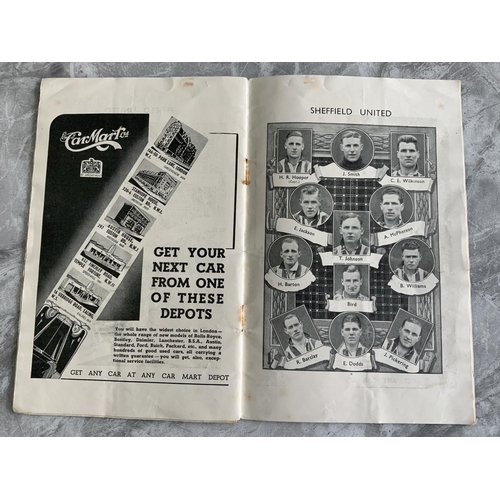 Car Mart Ltd
GET YOUR
NEXT CAR
FROM ONE
OF THESE
DEPOTS
You will have the widest choice in London—
the whole range of new models of Rolls Royce,
Bentley, Daimler, Lanchester, B.S.A., Austin,
Standard, Ford, Buick, Packard, etc., and many
hundreds of good used cars, all carrying a
written guarantee—you will get, also, excep-
tional service facilities.
GET ANY CAR AT ANY CAR MART DEPOT
SHEFFIELD UNITED
H. R. Hooper
J. Smith
C. S. Wilkinson
E. Jackson
A. McPherson
T. Johnson
H. Barton
B. Williams
Bird
R. Barclay
E. Dodds
J. Pickering